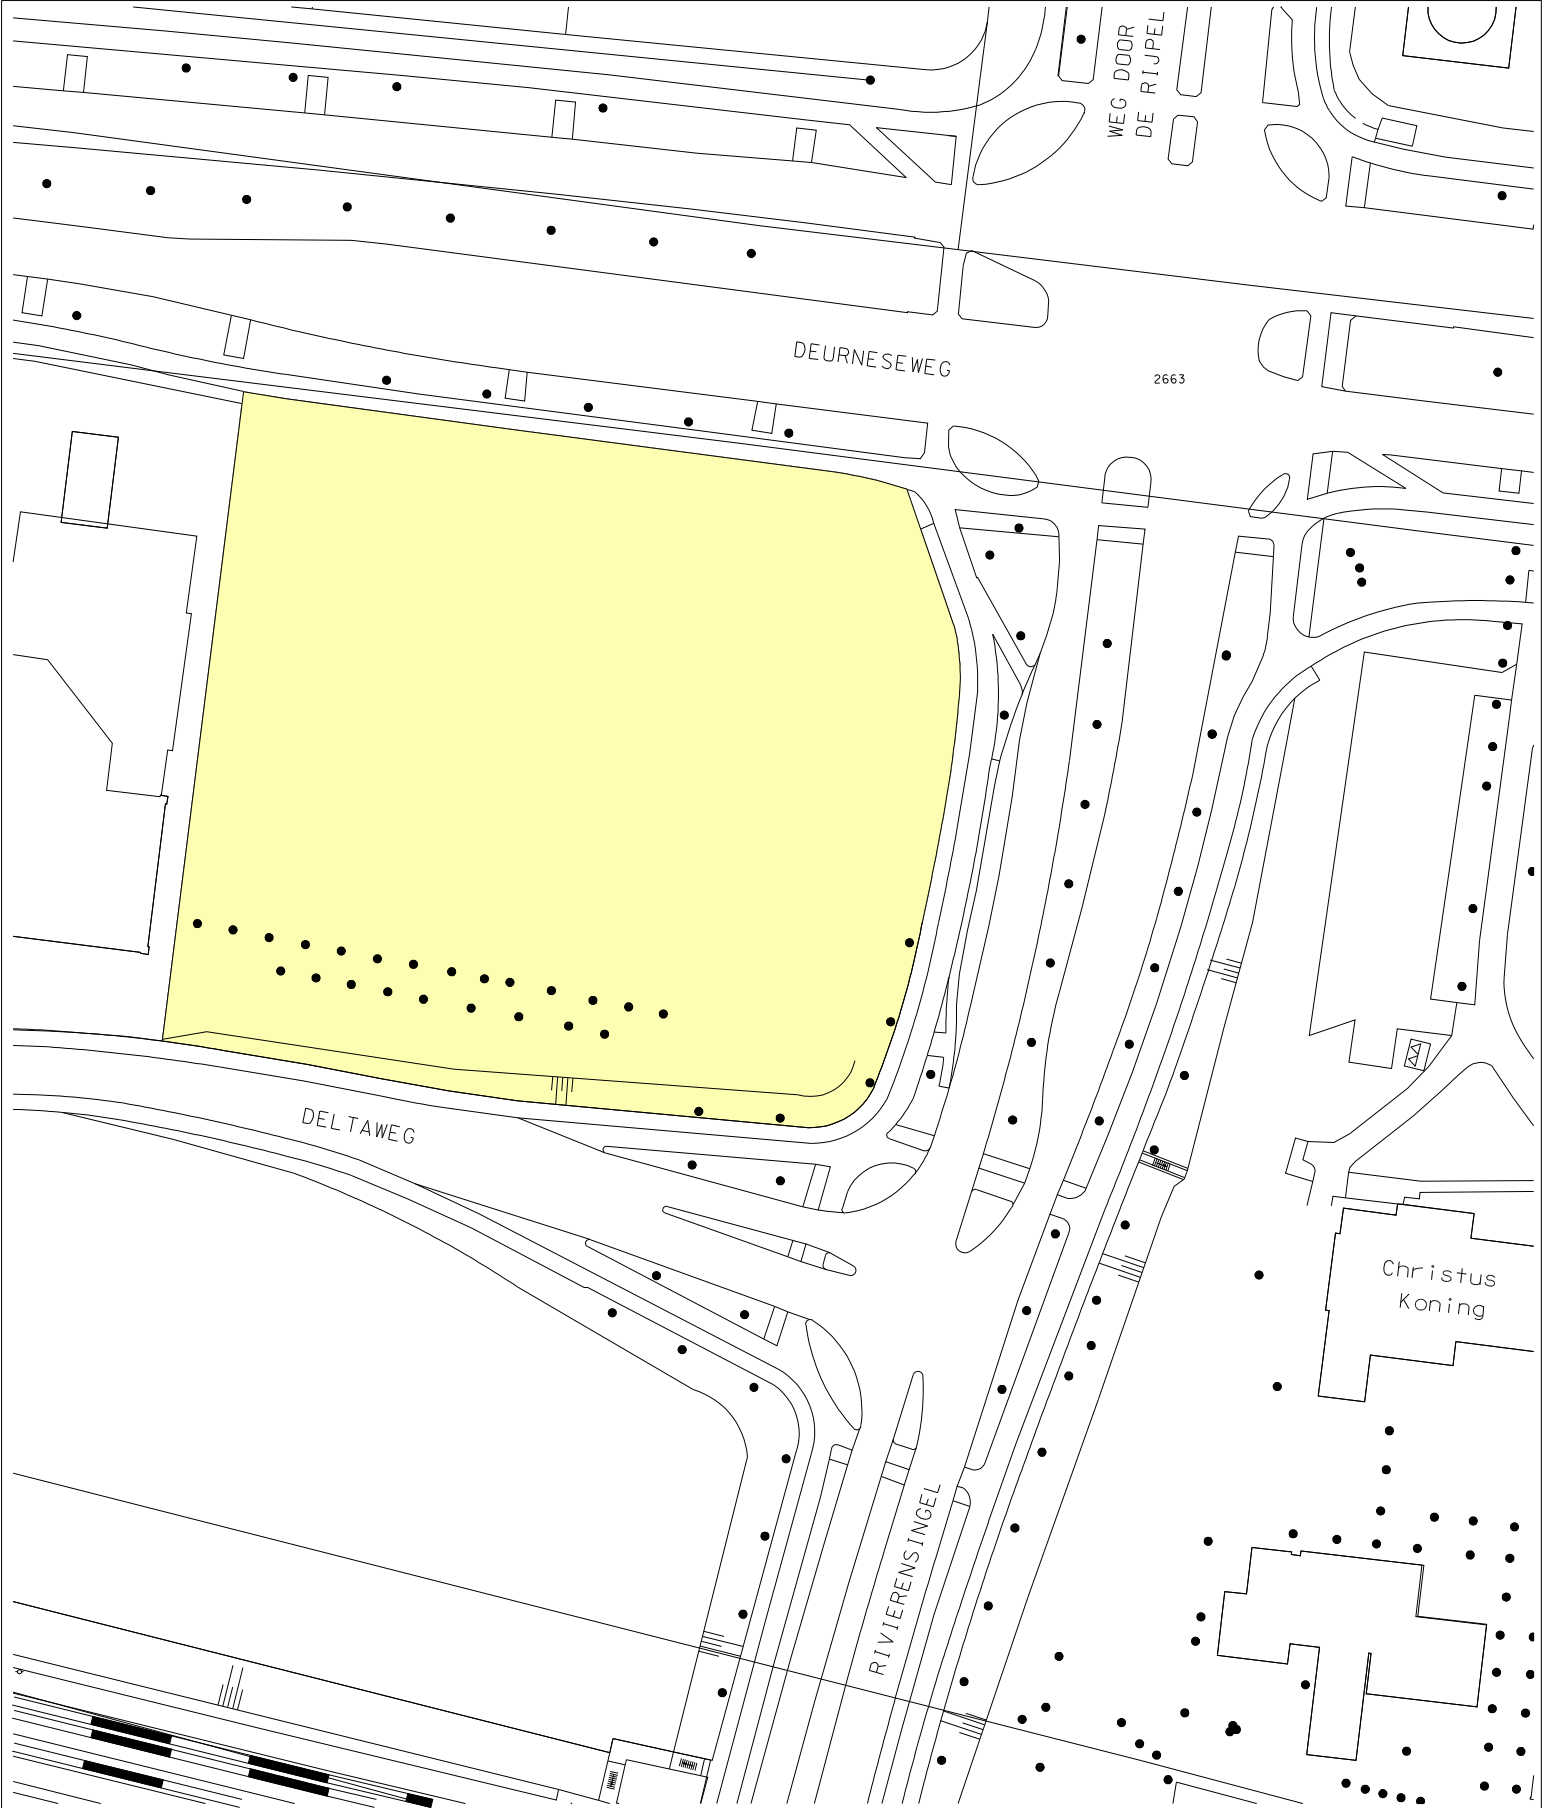 WEG DOOR
DE RIJPEL
DEURNESEWEG
2663
DELTAWEG
Christus
Koning
RIVIERENSINGEL